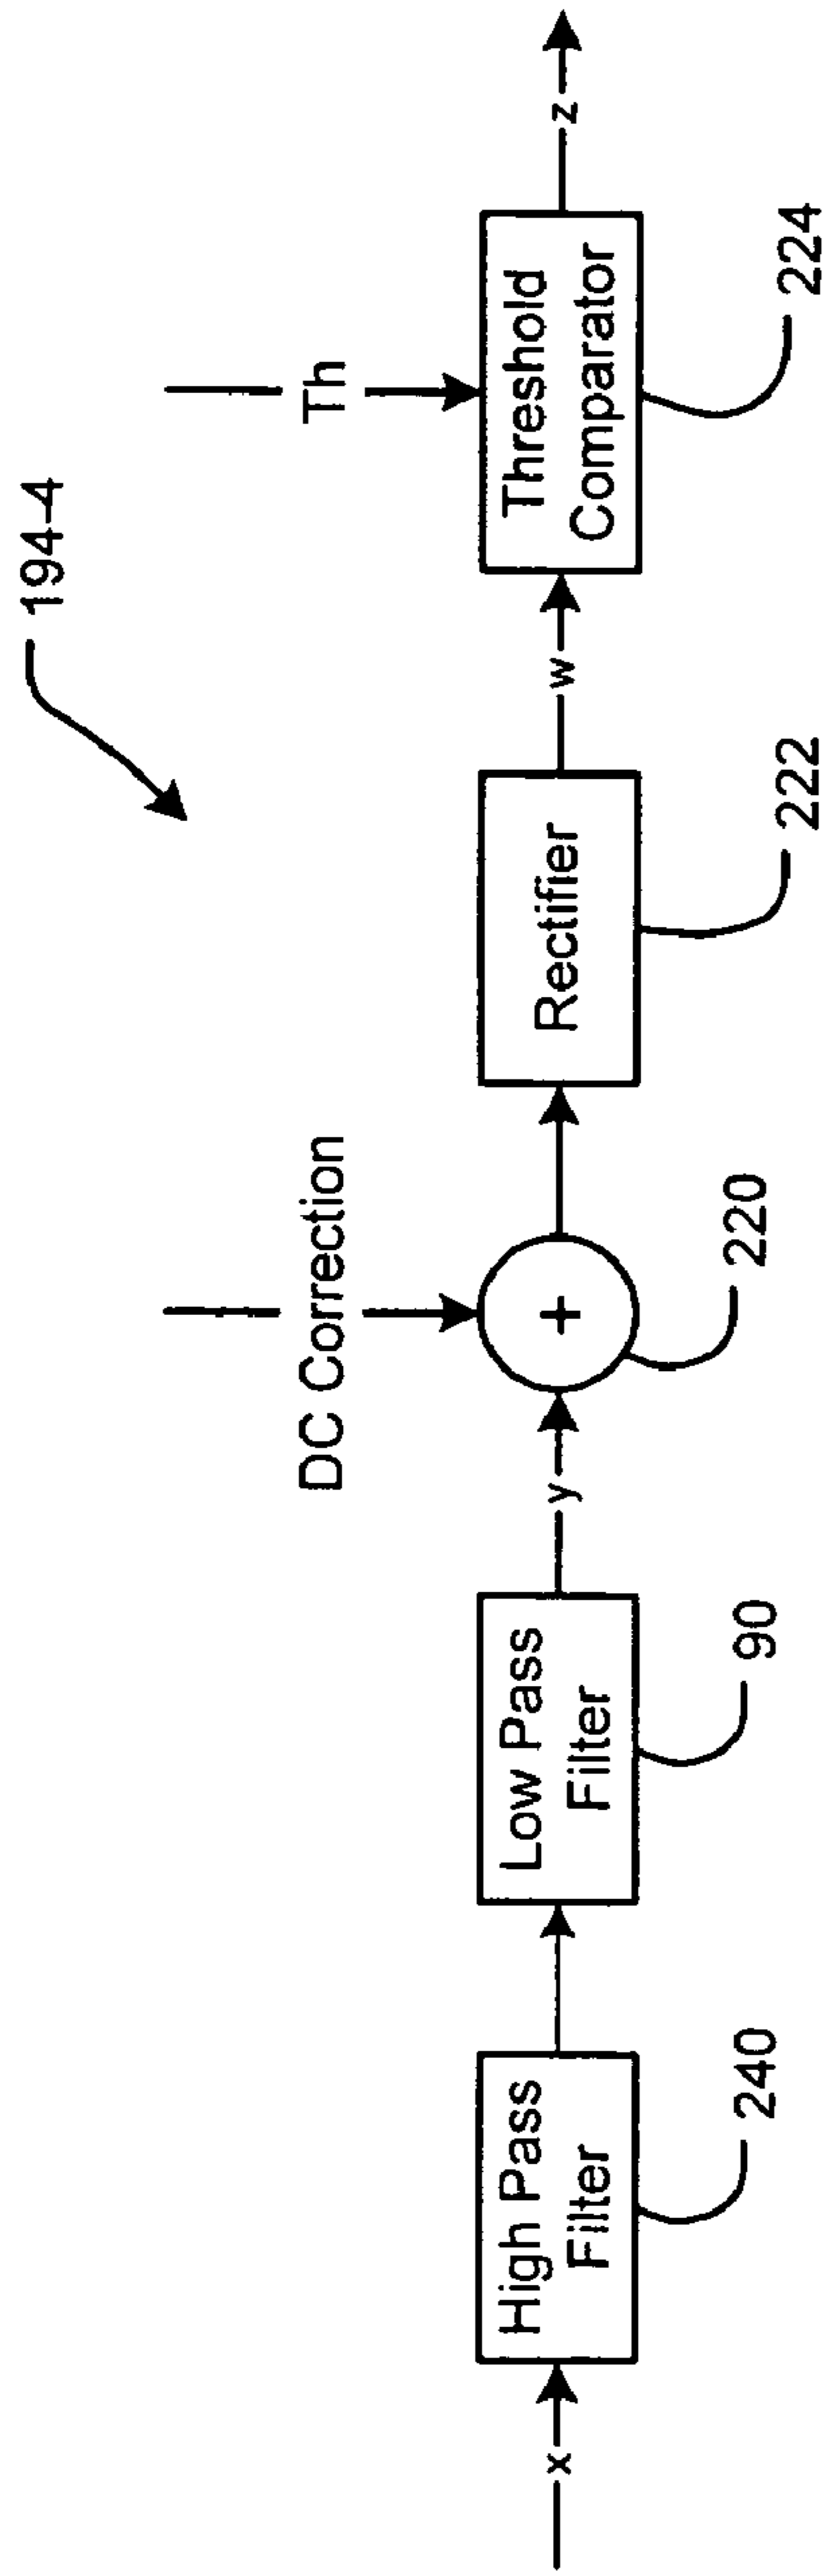 194-4
DC Correction
Th
x
High Pass
Filter
Low Pass
Filter
y
+
Rectifier
w
Threshold
Comparator
z
240
90
220
222
224